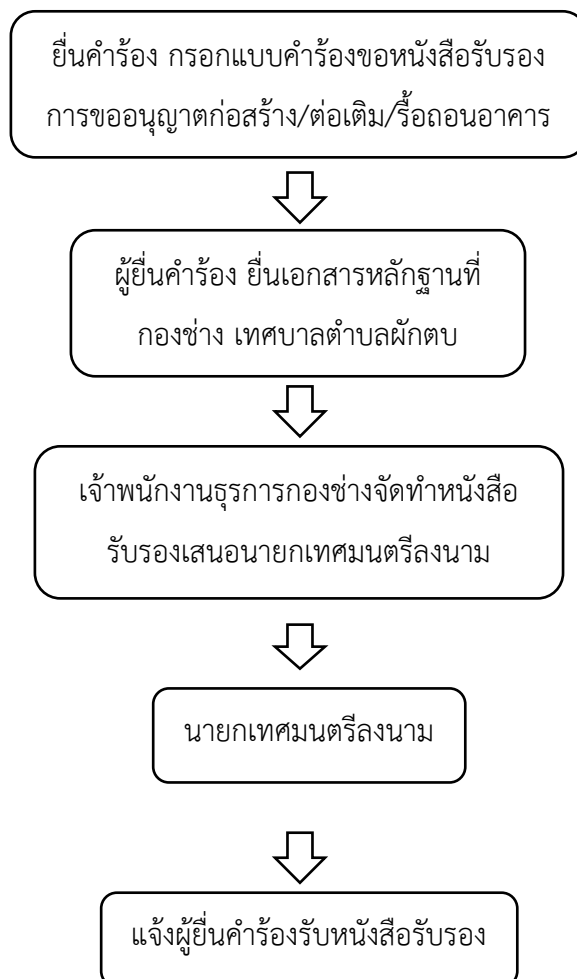 ยื่นคำร้อง กรอกแบบคำร้องขอหนังสือรับรอง
การขออนุญาตก่อสร้าง/ต่อเติม/รื้อถอนอาคาร
ผู้ยื่นคำร้อง ยื่นเอกสารหลักฐานที่
กองช่าง เทศบาลตำบลผักตบ
เจ้าพนักงานธุรการกองช่างจัดทำหนังสือ
รับรองเสนอนายกเทศมนตรีลงนาม
นายกเทศมนตรีลงนาม
แจ้งผู้ยื่นคำร้องรับหนังสือรับรอง